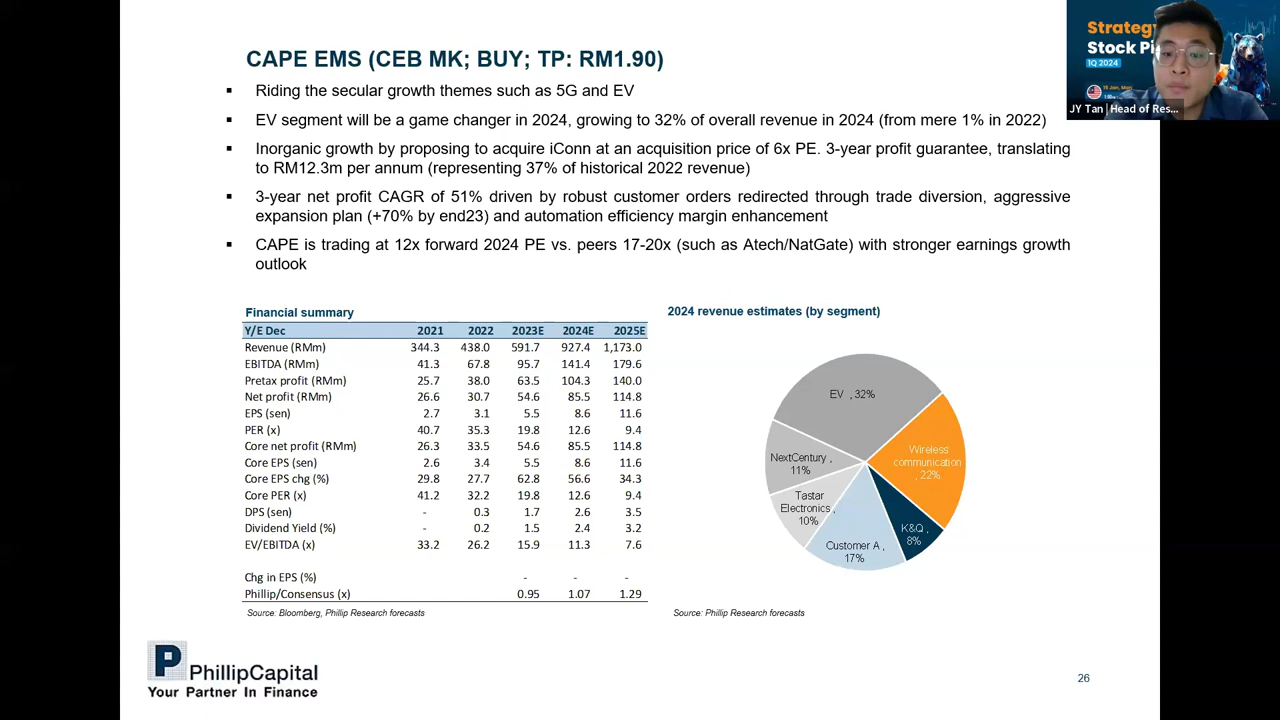 CAPE EMS (CEB MK; BUY; TP: RM1.90)
▪ Riding the secular growth themes such as 5G and EV
▪ EV segment will be a game changer in 2024, growing to 32% of overall revenue in 2024 (from mere 1% in 2022)
▪ Inorganic growth by proposing to acquire iConn at an acquisition price of 6x PE. 3-year profit guarantee, translating
to RM12.3m per annum (representing 37% of historical 2022 revenue)
▪ 3-year net profit CAGR of 51% driven by robust customer orders redirected through trade diversion, aggressive
expansion plan (+70% by end23) and automation efficiency margin enhancement
▪ CAPE is trading at 12x forward 2024 PE vs. peers 17-20x (such as Atech/NatGate) with stronger earnings growth
outlook
Strategy
Stock Pi
1Q 2024
15 Jan, Mon
JY Tan | Head of Res...
Financial summary
Y/E Dec 2021 2022 2023E 2024E 2025E
Revenue (RMm) 344.3 438.0 591.7 927.4 1,173.0
EBITDA (RMm) 41.3 67.8 95.7 141.4 179.6
Pretax profit (RMm) 25.7 38.0 63.5 104.3 140.0
Net profit (RMm) 26.6 30.7 54.6 85.5 114.8
EPS (sen) 2.7 3.1 5.5 8.6 11.6
PER (x) 40.7 35.3 19.8 12.6 9.4
Core net profit (RMm) 26.3 33.5 54.6 85.5 114.8
Core EPS (sen) 2.6 3.4 5.5 8.6 11.6
Core EPS chg (%) 29.8 27.7 62.8 56.6 34.3
Core PER (x) 41.2 32.2 19.8 12.6 9.4
DPS (sen) - 0.3 1.7 2.6 3.5
Dividend Yield (%) - 0.2 1.5 2.4 3.2
EV/EBITDA (x) 33.2 26.2 15.9 11.3 7.6
Chg in EPS (%) - - -
Phillip/Consensus (x) 0.95 1.07 1.29
Source: Bloomberg, Phillip Research forecasts
2024 revenue estimates (by segment)
EV , 32%
Wireless
communication
, 22%
K&Q ,
8%
Customer A ,
17%
Tastar
Electronics ,
10%
NextCentury ,
11%
Source: Phillip Research forecasts
P PhillipCapital
Your Partner In Finance
26